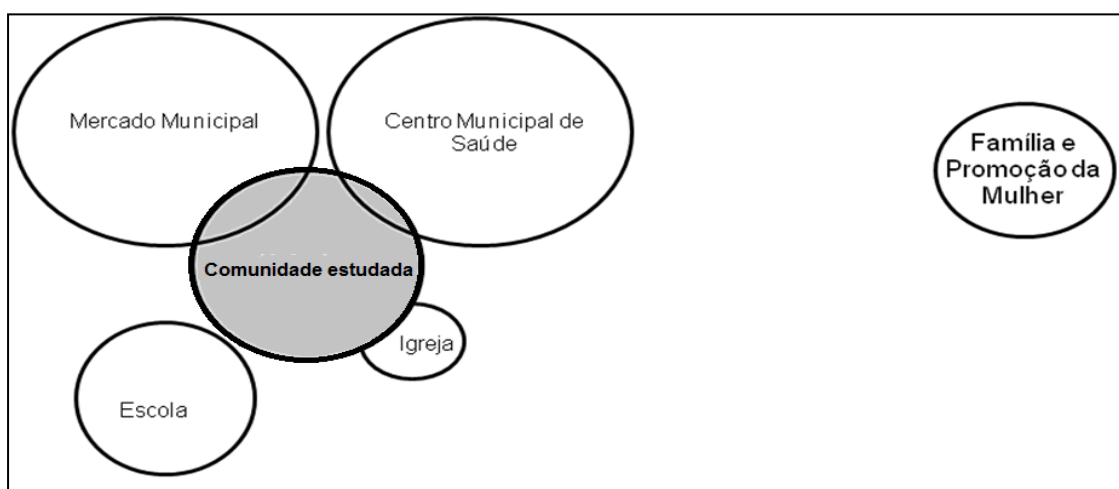 Mercado Municipal
Centro Municipal de
Saúde
Família e
Promoção da
Mulher
Comunidade estudada
Igreja
Escola